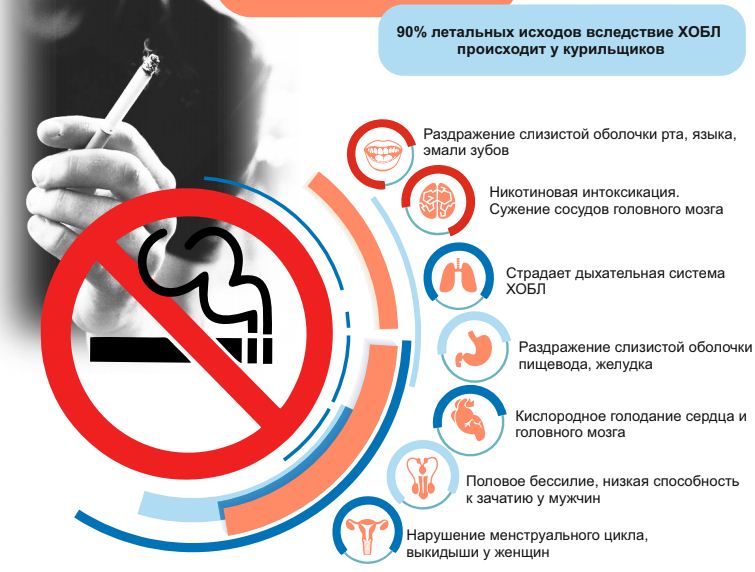 90% летальных исходов вследствие ХОБЛ
происходит у курильщиков
Раздражение слизистой оболочки рта, языка,
эмали зубов
Никотиновая интоксикация.
Сужение сосудов головного мозга
Страдает дыхательная система
ХОБЛ
Раздражение слизистой оболочки
пищевода, желудка
Кислородное голодание сердца и
головного мозга
Половое бессилие, низкая способность
к зачатию у мужчин
Нарушение менструального цикла,
выкидыши у женщин